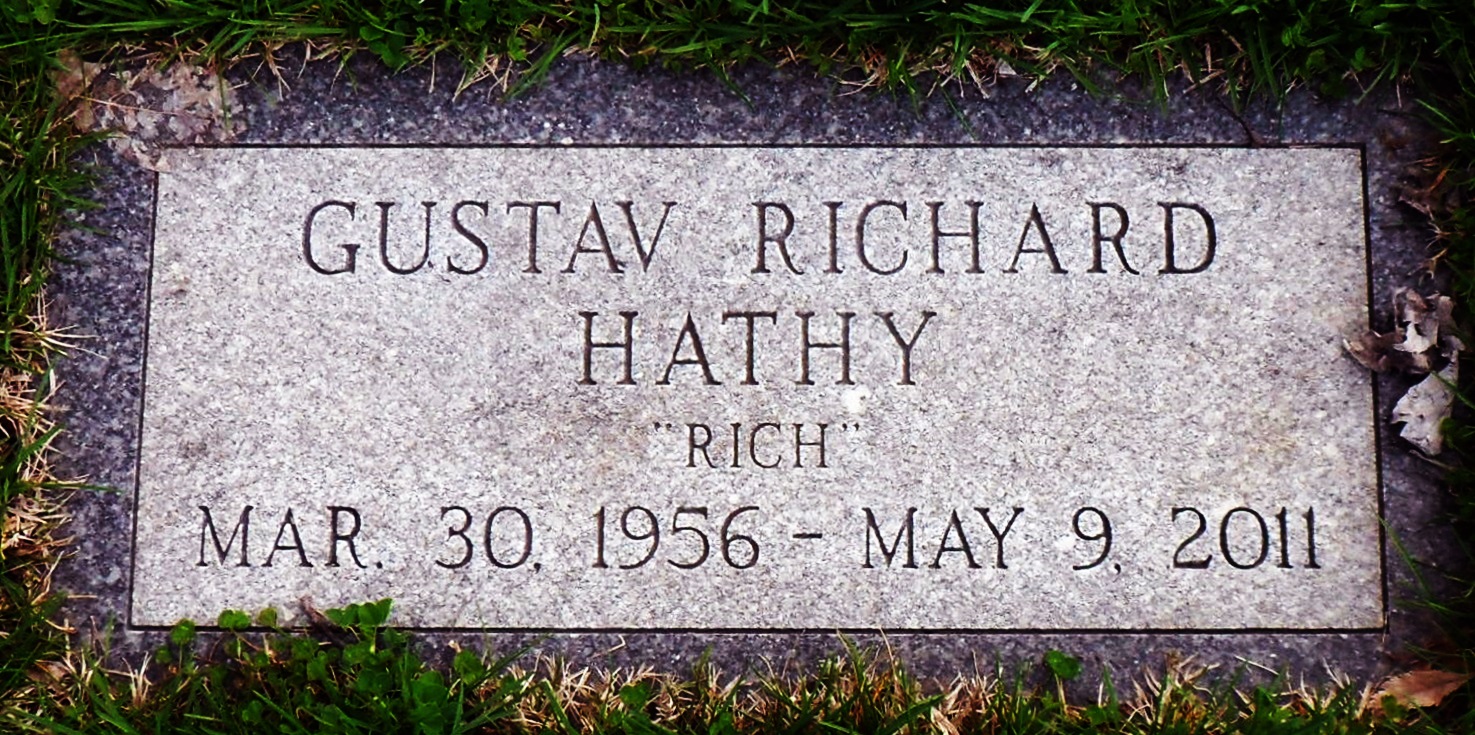 GUSTAV RICHARD
HATHY
"RICH"
MAR. 30, 1956 - MAY 9, 2011